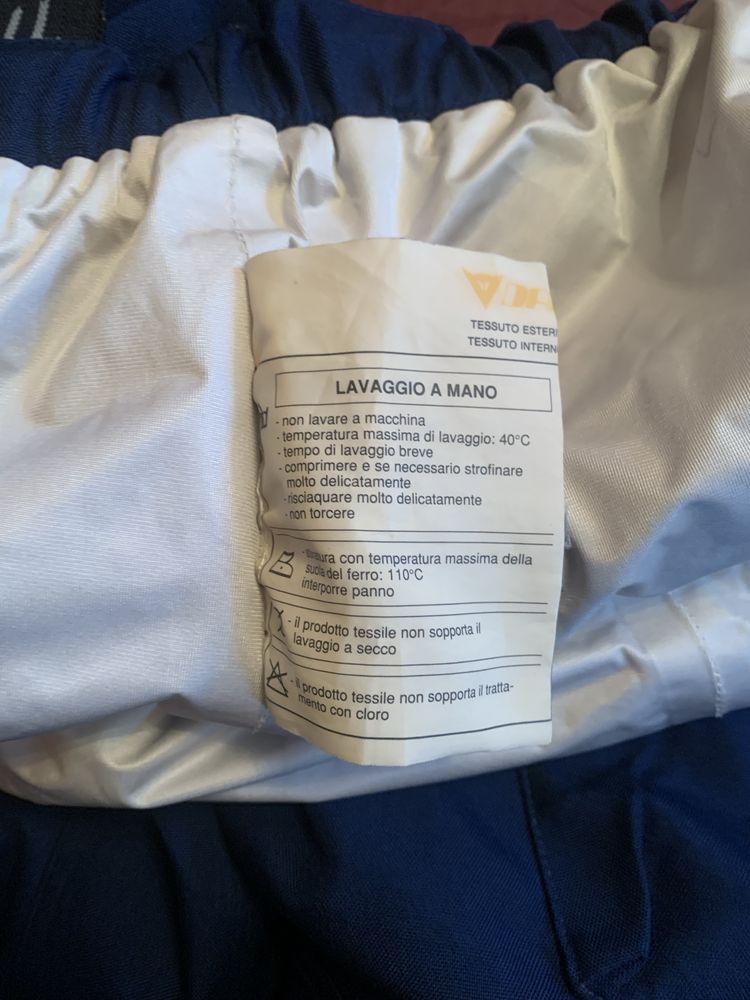 TESSUTO
TESSUTO
LAVAGGIO A MANO
- non lavare a macchina
- temperatura massima di lavaggio: 40°C
- tempo di lavaggio breve
- comprimere e se necessario strofinare
molto delicatamente
- risciaquare molto delicatamente
- non torcere
con temperatura massima della
suola del ferro: 110°C
interporre panno
- il prodotto tessile non sopporta il
lavaggio a secco
- il prodotto tessile non sopporta il tratta-
mento con cloro